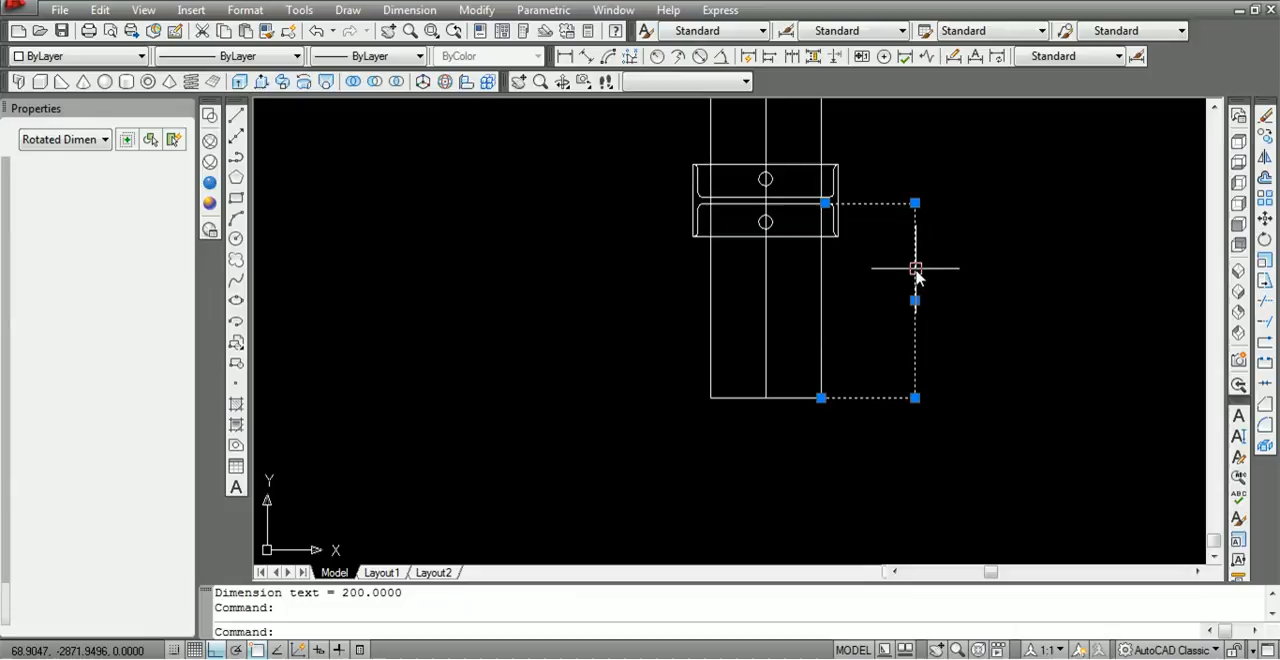 File Edit View Insert Format Tools Draw Dimension Modify Parametric Window Help Express
Standard Standard Standard Standard
ByLayer ByLayer ByLayer ByColor Standard
Properties
Rotated Dimen
Y
X
Model Layout1 Layout2
Dimension text = 200.0000
Command:
Command:
68.9047, -2871.9496, 0.0000 MODEL 1:1 AutoCAD Classic